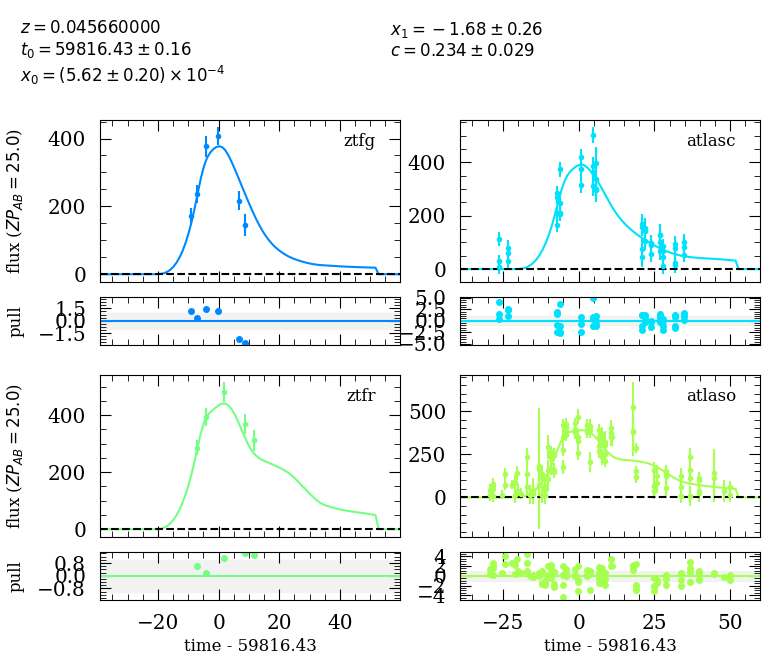 z = 0.045660000
t0 = 59816.43 ± 0.16
x0 = (5.62 ± 0.20) × 10^−4
x1 = −1.68 ± 0.26
c = 0.234 ± 0.029
ztfg
flux (ZP_AB = 25.0)
400
200
0
atlasc
400
200
0
pull
1.5
0.0
−1.5
5.0
2.5
0.0
−2.5
−5.0
ztfr
flux (ZP_AB = 25.0)
400
200
0
atlaso
500
250
0
pull
0.8
0.0
−0.8
4
2
0
−2
−4
−20 0 20 40
time - 59816.43
−25 0 25 50
time - 59816.43